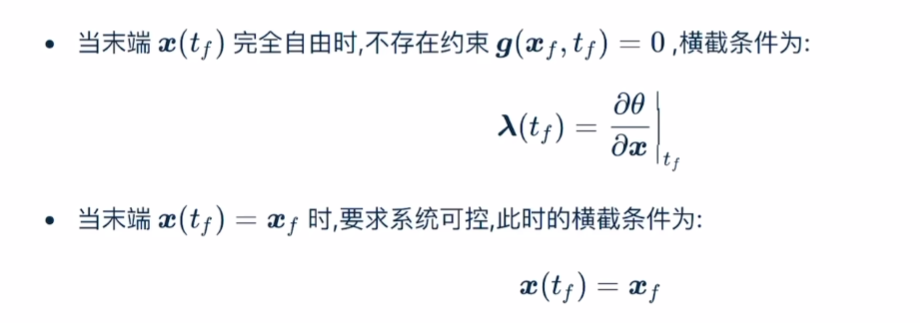 • 当末端 $\boldsymbol{x}(t_f)$ 完全自由时,不存在约束 $\boldsymbol{g}(\boldsymbol{x}_f, t_f) = 0$ ,横截条件为:
$\boldsymbol{\lambda}(t_f) = \left. \frac{\partial \theta}{\partial \boldsymbol{x}} \right|_{t_f}$
• 当末端 $\boldsymbol{x}(t_f) = \boldsymbol{x}_f$ 时,要求系统可控,此时的横截条件为:
$\boldsymbol{x}(t_f) = \boldsymbol{x}_f$